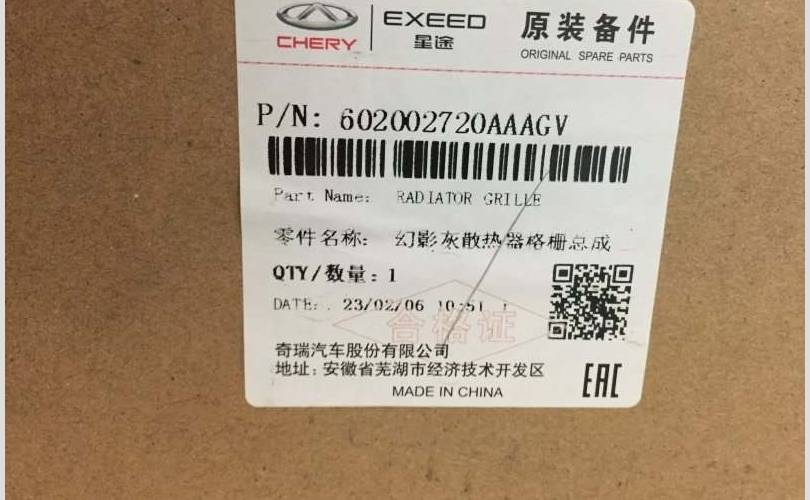 CHERY
EXEED
星途
原装备件
ORIGINAL SPARE PARTS
P/N: 602002720AAAGV
Part Name: RADIATOR GRILLE
零件名称: 幻影灰散热器格栅总成
QTY/数量: 1
DATE: 23/02/06 10:51
合格证
奇瑞汽车股份有限公司
地址: 安徽省芜湖市经济技术开发区
MADE IN CHINA
EAC